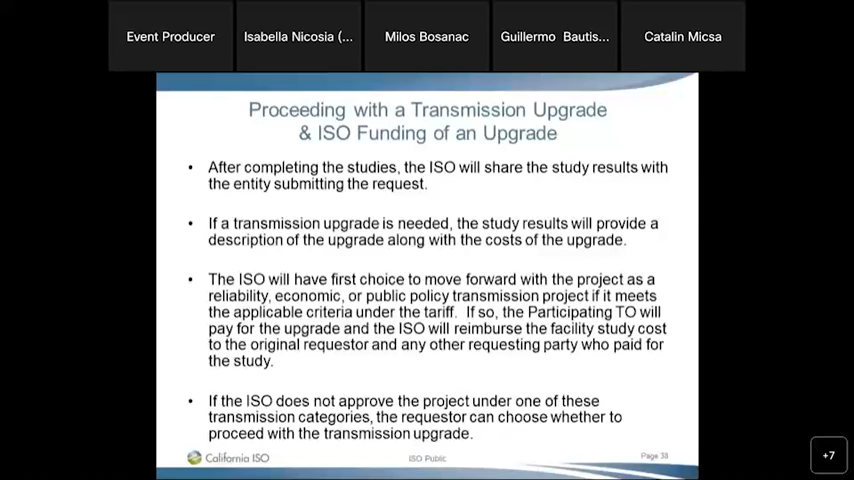 Event Producer
Isabella Nicosia (...
Milos Bosanac
Guillermo Bautis...
Catalin Micsa
Proceeding with a Transmission Upgrade
& ISO Funding of an Upgrade
• After completing the studies, the ISO will share the study results with
the entity submitting the request.
• If a transmission upgrade is needed, the study results will provide a
description of the upgrade along with the costs of the upgrade.
• The ISO will have first choice to move forward with the project as a
reliability, economic, or public policy transmission project if it meets
the applicable criteria under the tariff. If so, the Participating TO will
pay for the upgrade and the ISO will reimburse the facility study cost
to the original requestor and any other requesting party who paid for
the study.
• If the ISO does not approve the project under one of these
transmission categories, the requestor can choose whether to
proceed with the transmission upgrade.
California ISO
ISO Public
Page 38
+7